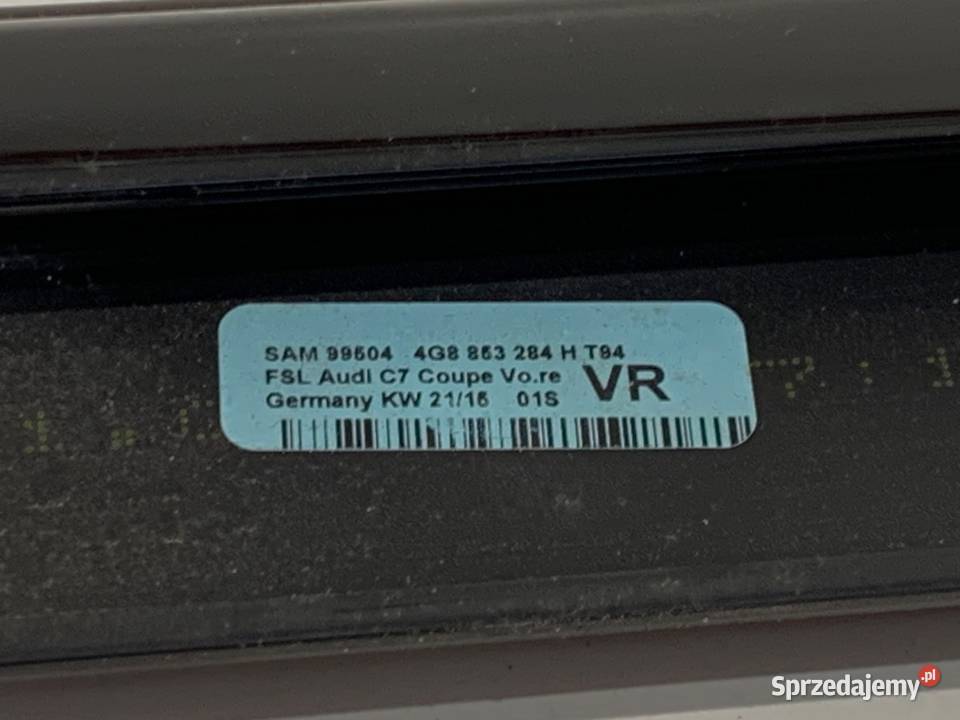 SAM 99504 4G8 853 284 H T94
FSL Audi C7 Coupe Vo.re VR
Germany KW 21/15 01S
Sprzedajemy.pl